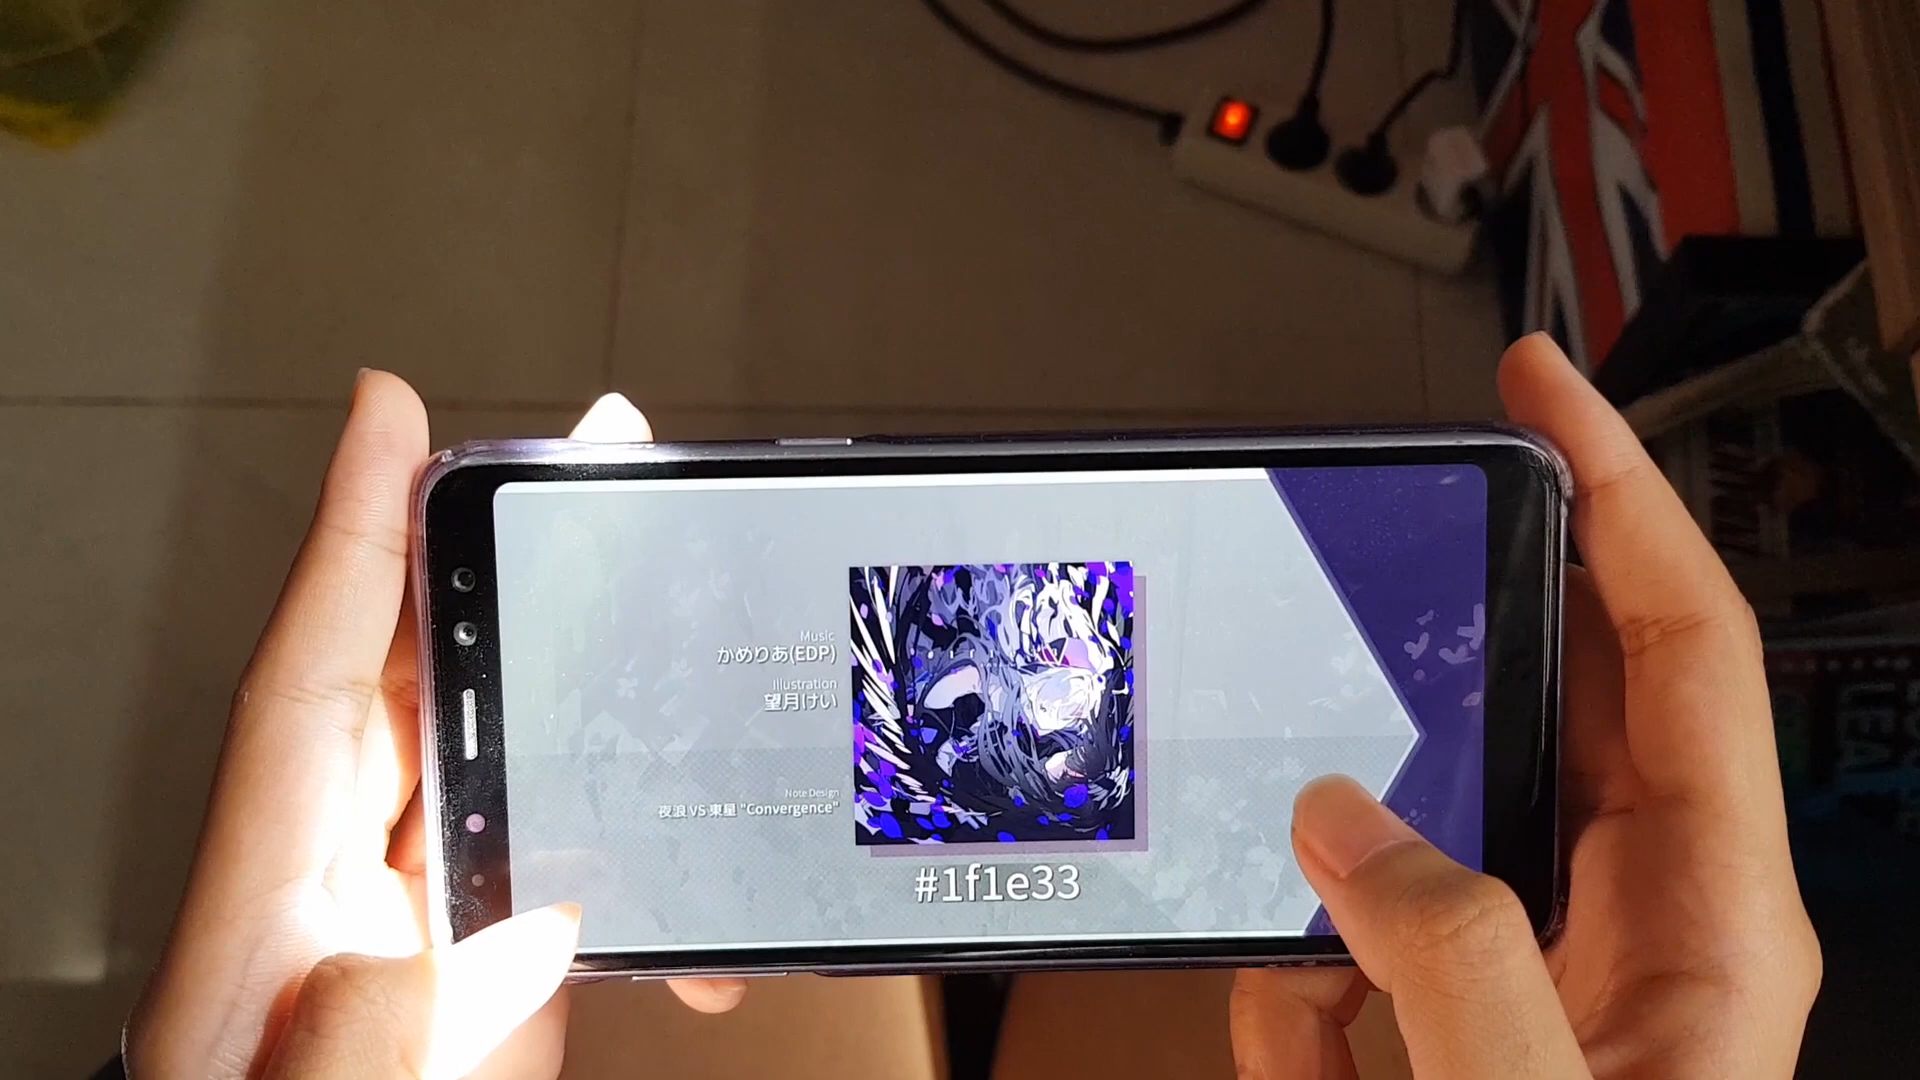 Music
かめりあ(EDP)
Illustration
望月けい
Note Design
夜浪 VS 東星 "Convergence"
#1f1e33